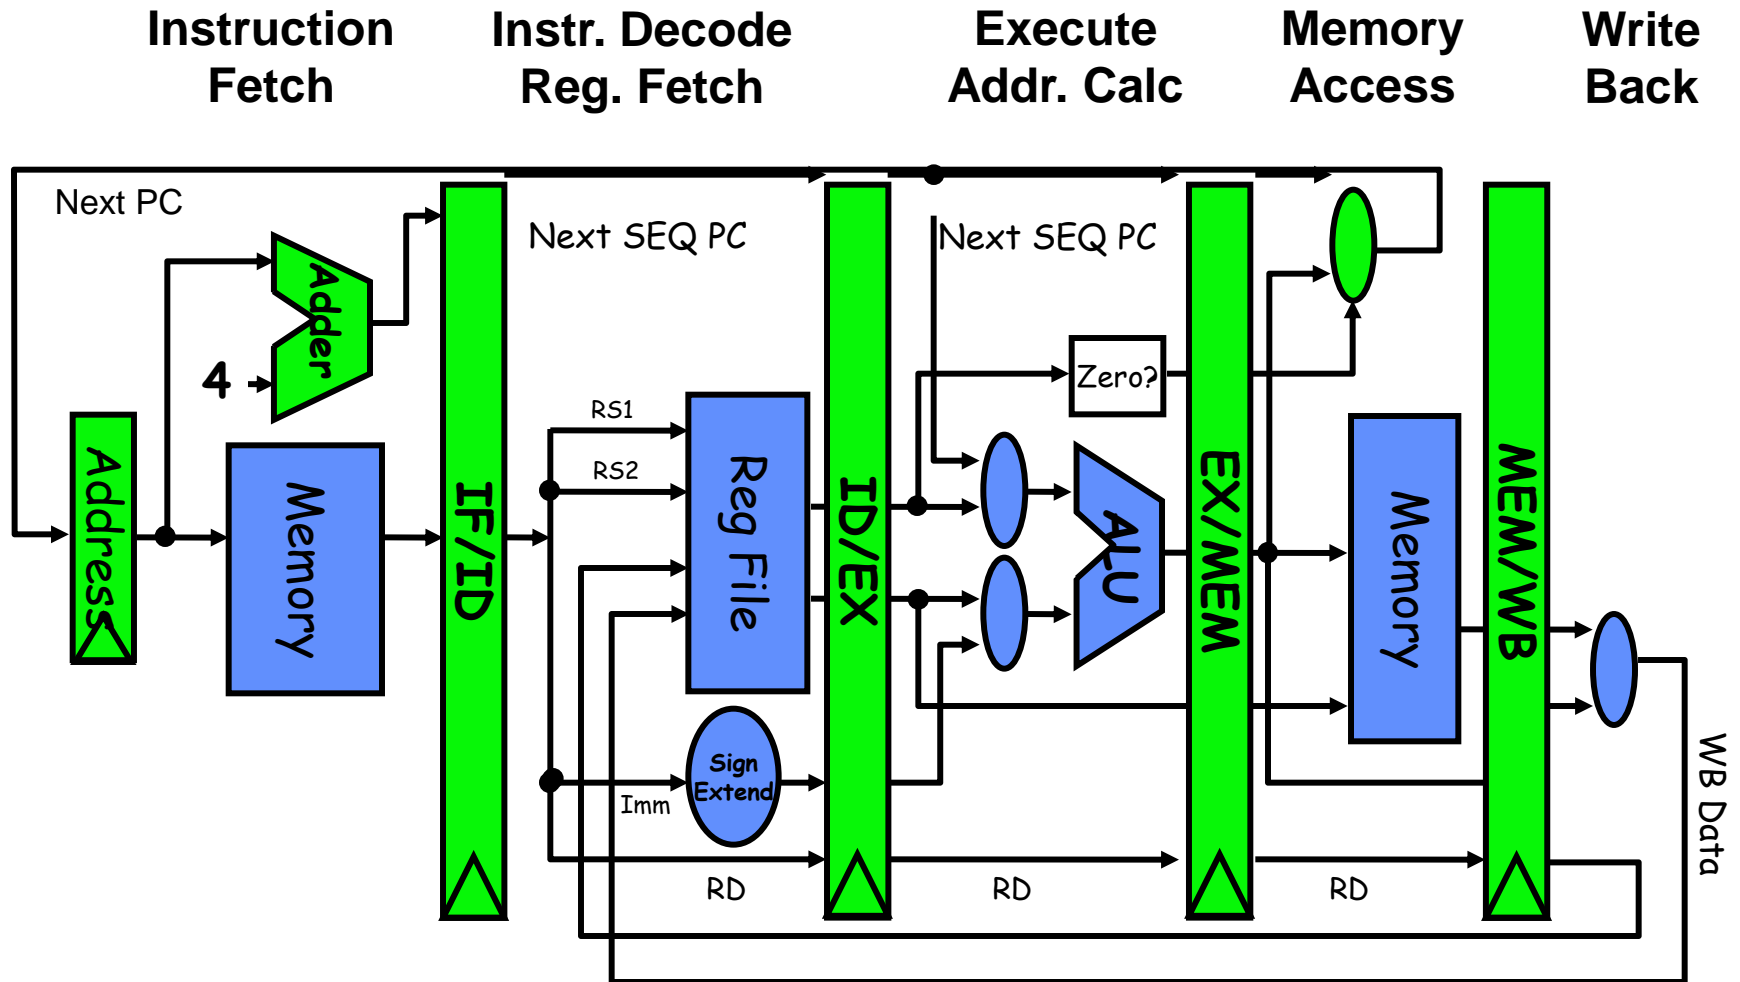 Instruction
Fetch
Instr. Decode
Reg. Fetch
Execute
Addr. Calc
Memory
Access
Write
Back
Next PC
Next SEQ PC
Next SEQ PC
Adder
4
Zero?
RS1
RS2
Address
Memory
IF/ID
Reg File
ID/EX
ALU
EX/MEM
Memory
MEM/WB
Sign
Extend
Imm
WB Data
RD
RD
RD